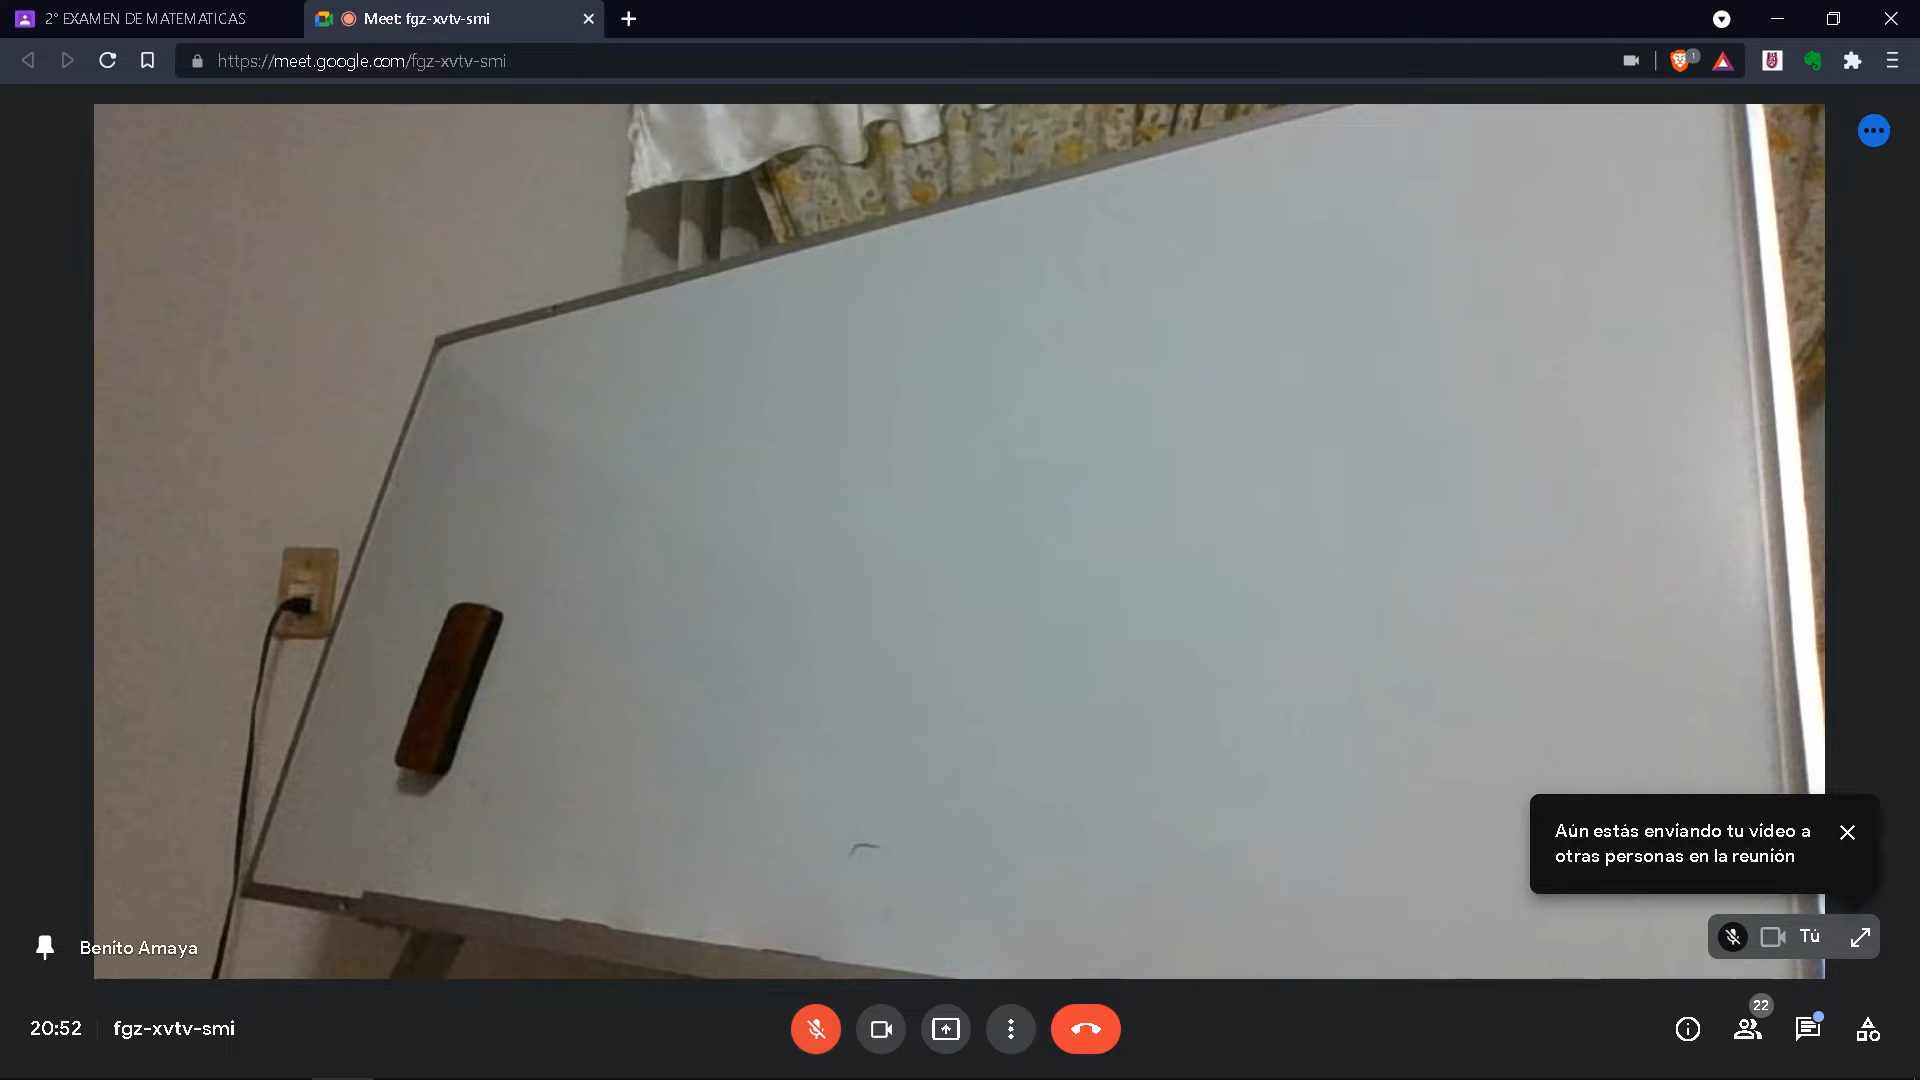 2° EXAMEN DE MATEMATICAS
Meet: fgz-xvtv-smi
https://meet.google.com/fgz-xvtv-smi
1
Aún estás enviando tu video a
otras personas en la reunión
Benito Amaya
Tú
20:52
fgz-xvtv-smi
22